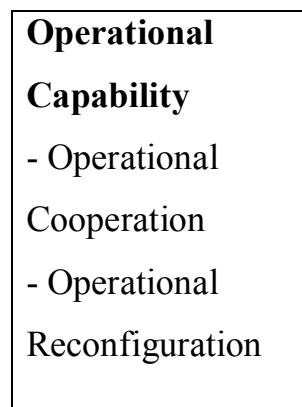 Operational
Capability
- Operational
Cooperation
- Operational
Reconfiguration